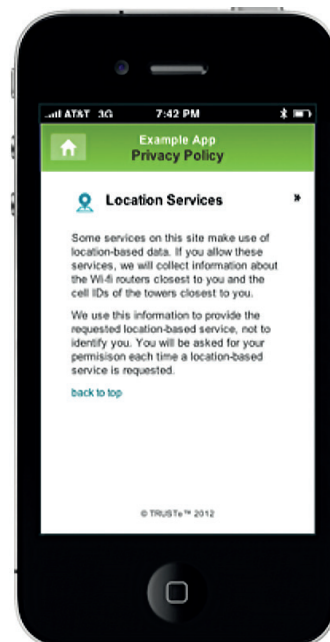 AT&T 3G 7:42 PM
Example App
Privacy Policy
Location Services »
Some services on this site make use of
location-based data. If you allow these
services, we will collect information about
the Wi-fi routers closest to you and the
cell IDs of the towers closest to you.
We use this information to provide the
requested location-based service, not to
identify you. You will be asked for your
permisison each time a location-based
service is requested.
back to top
© TRUSTe™ 2012